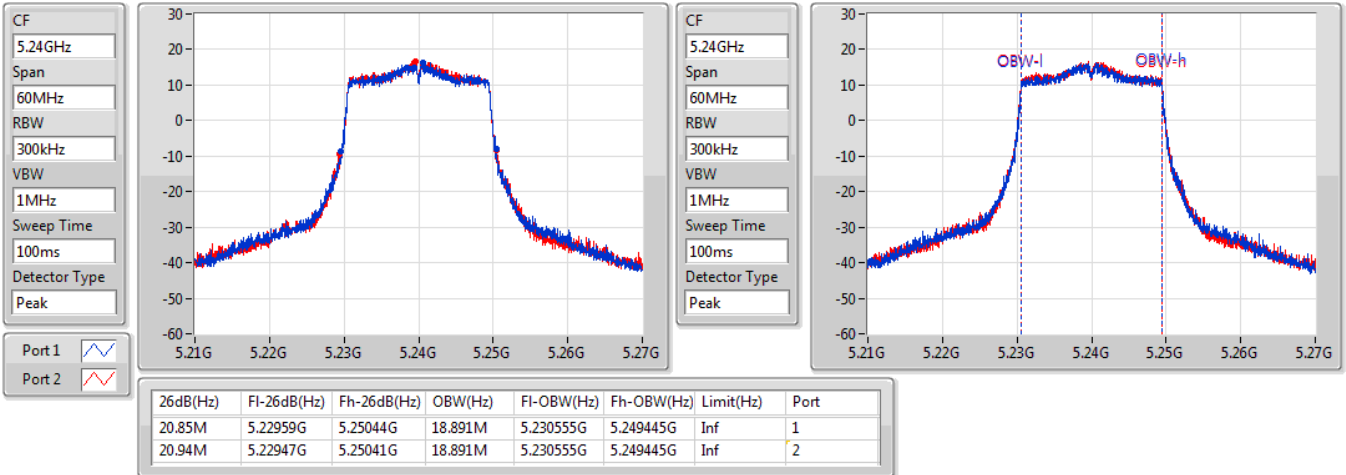 CF
5.24GHz
Span
60MHz
RBW
300kHz
VBW
1MHz
Sweep Time
100ms
Detector Type
Peak
Port 1
Port 2
30
20
10
0
-10
-20
-30
-40
-50
-60
5.21G 5.22G 5.23G 5.24G 5.25G 5.26G 5.27G
CF
5.24GHz
Span
60MHz
RBW
300kHz
VBW
1MHz
Sweep Time
100ms
Detector Type
Peak
30
20
10
0
-10
-20
-30
-40
-50
-60
OBW-l OBW-h
5.21G 5.22G 5.23G 5.24G 5.25G 5.26G 5.27G
26dB(Hz) Fl-26dB(Hz) Fh-26dB(Hz) OBW(Hz) Fl-OBW(Hz) Fh-OBW(Hz) Limit(Hz) Port
20.85M 5.22959G 5.25044G 18.891M 5.230555G 5.249445G Inf 1
20.94M 5.22947G 5.25041G 18.891M 5.230555G 5.249445G Inf 2